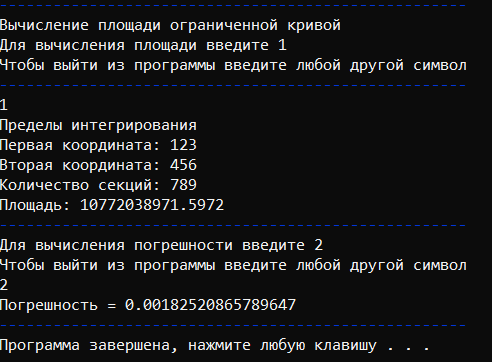 Вычисление площади ограниченной кривой
Для вычисления площади введите 1
Чтобы выйти из программы введите любой другой символ
1
Пределы интегрирования
Первая координата: 123
Вторая координата: 456
Количество секций: 789
Площадь: 10772038971.5972
Для вычисления погрешности введите 2
Чтобы выйти из программы введите любой другой символ
2
Погрешность = 0.00182520865789647
Программа завершена, нажмите любую клавишу . . .